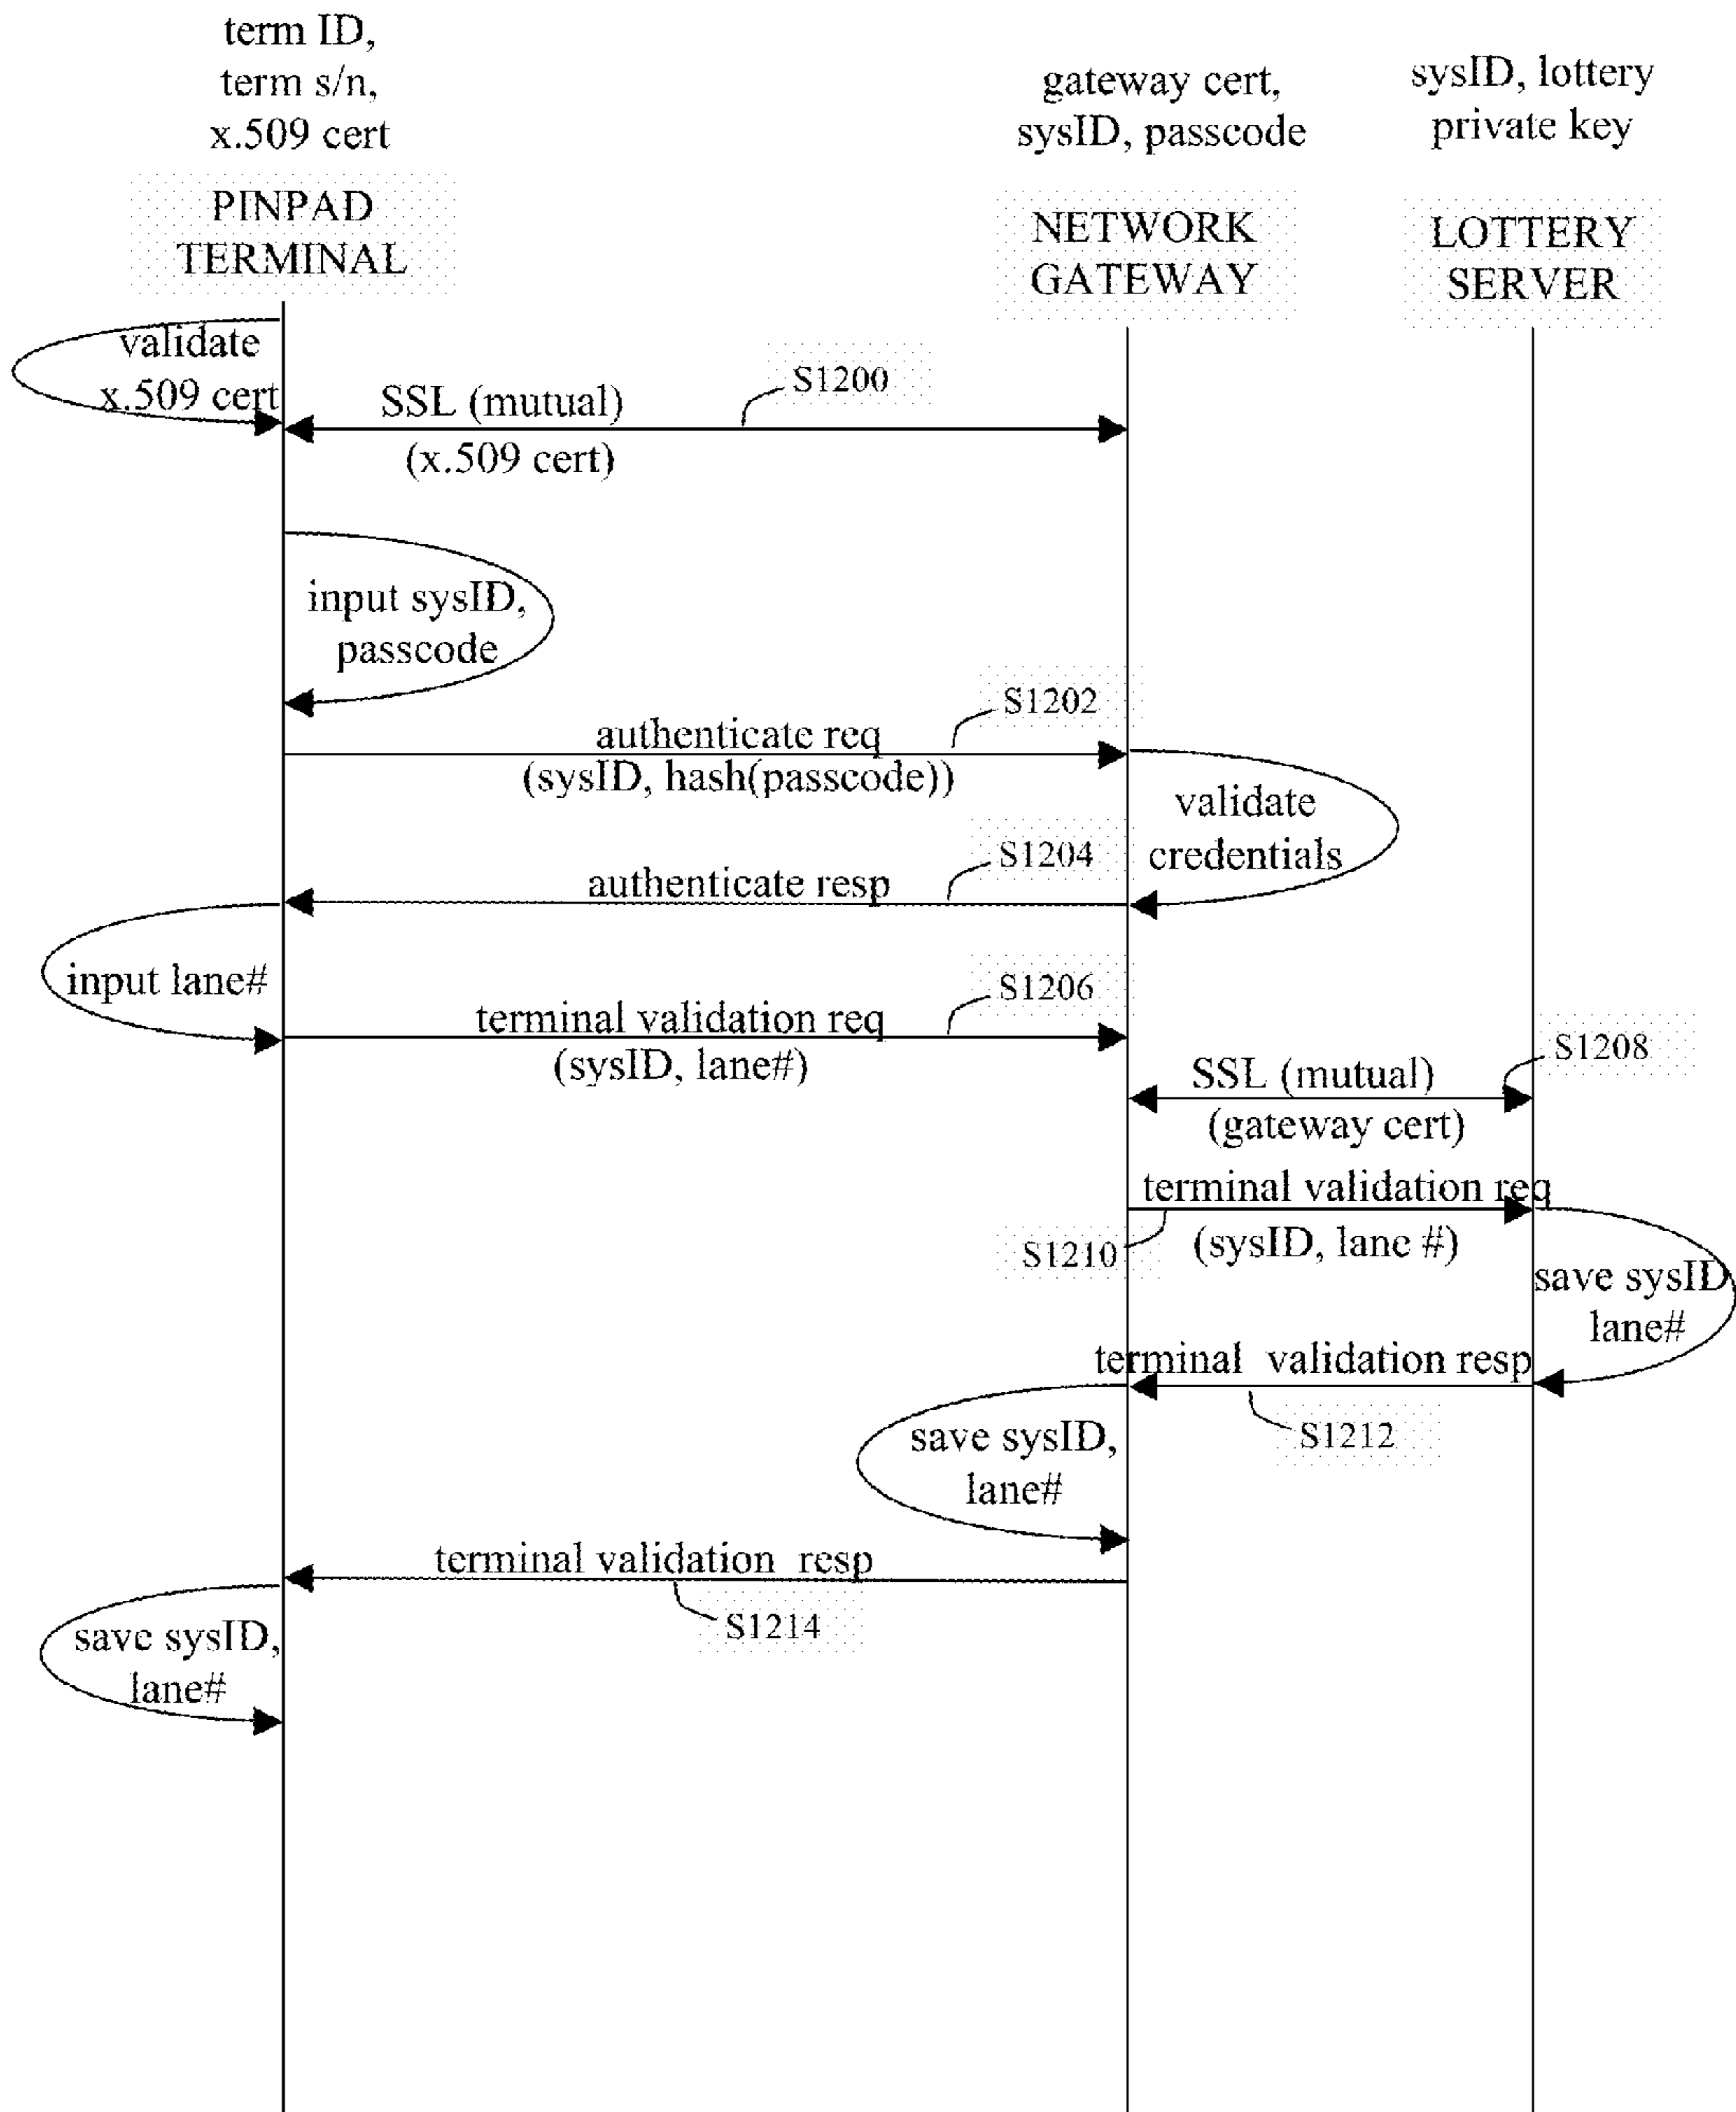 term ID,
term s/n,
x.509 cert
gateway cert,
sysID, passcode
sysID, lottery
private key
PINPAD
TERMINAL
NETWORK
GATEWAY
LOTTERY
SERVER
validate
x.509 cert
SSL (mutual)
(x.509 cert)
S1200
input sysID,
passcode
S1202
authenticate req
(sysID, hash(passcode))
validate
credentials
S1204
authenticate resp
input lane#
S1206
terminal validation req
(sysID, lane#)
S1208
SSL (mutual)
(gateway cert)
terminal validation req
(sysID, lane #)
S1210
save sysID
lane#
terminal validation resp
S1212
save sysID,
lane#
terminal validation resp
S1214
save sysID,
lane#